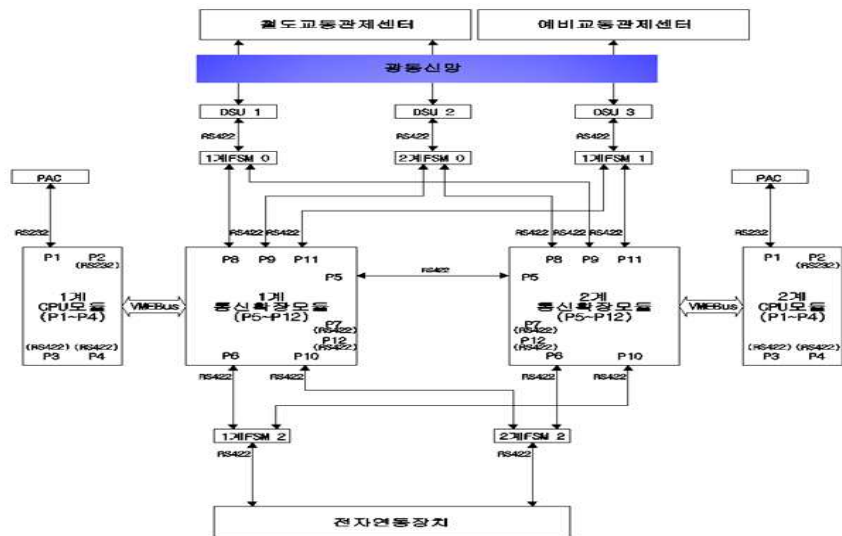 철도교통관제센터
예비교통관제센터
광통신망
DSU 1
DSU 2
DSU 3
RS422
RS422
RS422
1계FSM 0
2계FSM 0
1계FSM 1
PAC
PAC
RS232
RS422
RS422
RS422
RS422
RS422
RS422
RS232
P1
P2
(RS232)
1계
CPU모듈
(P1~P4)
(RS422)
(RS422)
P3
P4
VMEBus
P8
P9
P11
P5
1계
통신확장모듈
(P5~P12)
P7
(RS422)
P12
(RS422)
P6
P10
RS422
P8
P9
P11
P5
2계
통신확장모듈
(P5~P12)
P7
(RS422)
P12
(RS422)
P6
P10
VMEBus
P1
P2
(RS232)
2계
CPU모듈
(P1~P4)
(RS422)
(RS422)
P3
P4
RS422
RS422
RS422
RS422
1계FSM 2
2계FSM 2
RS422
RS422
전자연동장치